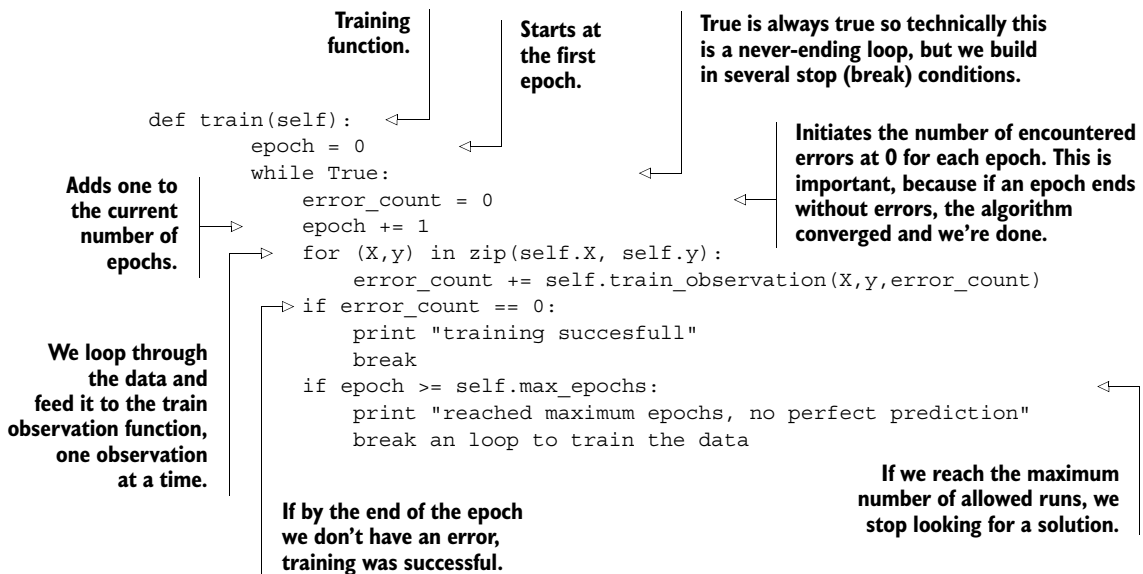 Training
function.
Starts at
the first
epoch.
True is always true so technically this
is a never-ending loop, but we build
in several stop (break) conditions.
def train(self):
epoch = 0
while True:
error_count = 0
epoch += 1
for (X,y) in zip(self.X, self.y):
error_count += self.train_observation(X,y,error_count)
if error_count == 0:
print "training succesfull"
break
if epoch >= self.max_epochs:
print "reached maximum epochs, no perfect prediction"
break an loop to train the data
Initiates the number of encountered
errors at 0 for each epoch. This is
important, because if an epoch ends
without errors, the algorithm
converged and we're done.
Adds one to
the current
number of
epochs.
We loop through
the data and
feed it to the train
observation function,
one observation
at a time.
If by the end of the epoch
we don't have an error,
training was successful.
If we reach the maximum
number of allowed runs, we
stop looking for a solution.